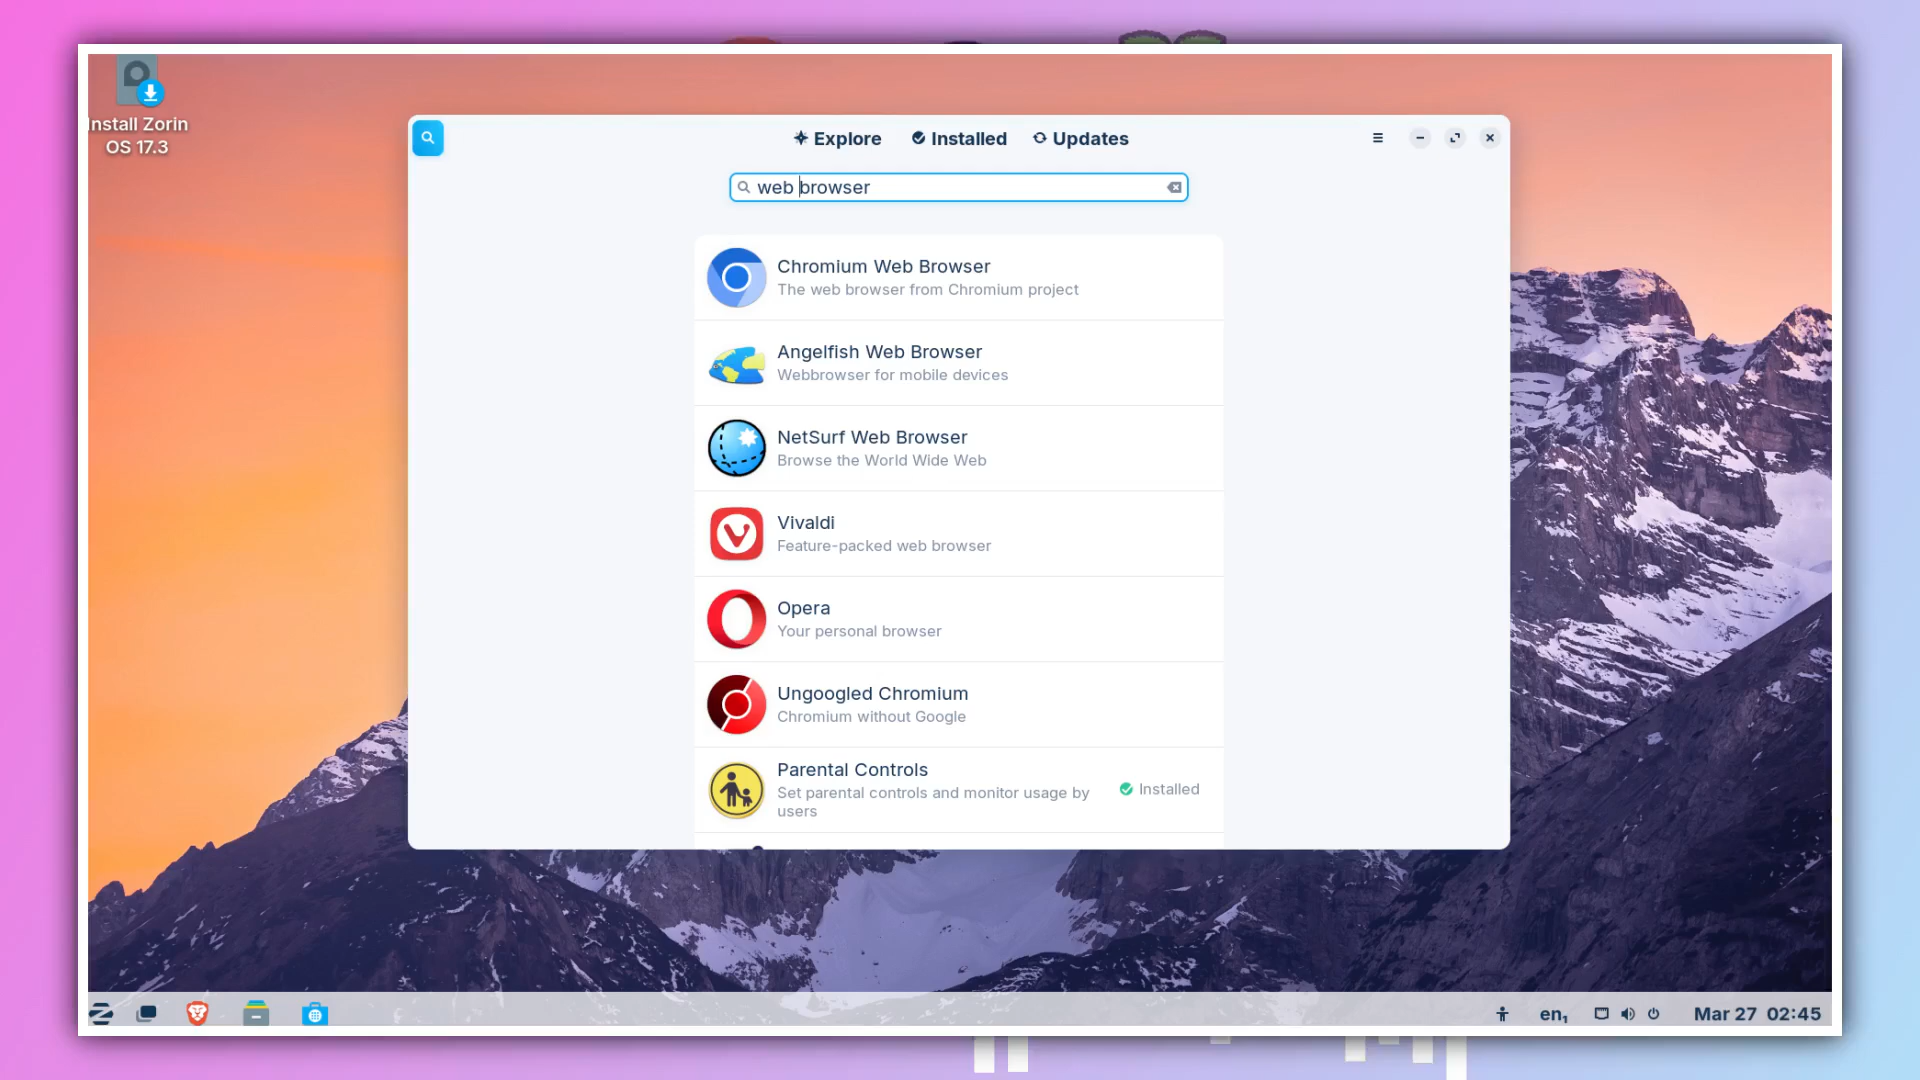 Install Zorin
OS 17.3
Explore Installed Updates
web browser
Chromium Web Browser
The web browser from Chromium project
Angelfish Web Browser
Webbrowser for mobile devices
NetSurf Web Browser
Browse the World Wide Web
Vivaldi
Feature-packed web browser
Opera
Your personal browser
Ungoogled Chromium
Chromium without Google
Parental Controls
Set parental controls and monitor usage by
users
Installed
en₁ Mar 27 02:45